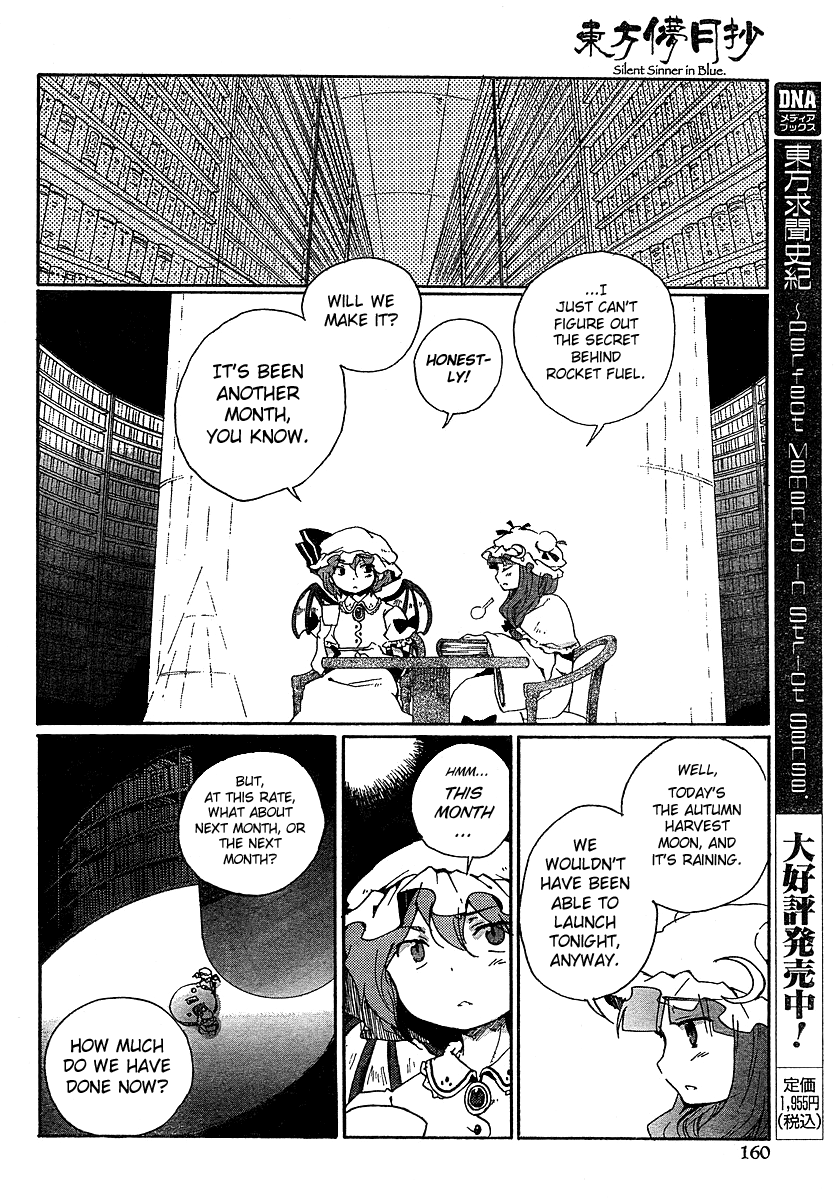 東方儚月抄
Silent Sinner in Blue.
...I
JUST CAN'T
FIGURE OUT
THE SECRET
BEHIND
ROCKET FUEL.
HONEST-
LY!
WILL WE
MAKE IT?
IT'S BEEN
ANOTHER
MONTH,
YOU KNOW.
WELL,
TODAY'S
THE AUTUMN
HARVEST
MOON, AND
IT'S RAINING.
WE
WOULDN'T
HAVE BEEN
ABLE TO
LAUNCH
TONIGHT,
ANYWAY.
HMM...
THIS
MONTH
...
BUT,
AT THIS RATE,
WHAT ABOUT
NEXT MONTH, OR
THE NEXT
MONTH?
HOW MUCH
DO WE HAVE
DONE NOW?
DNA
メディア
ブックス
東方求聞史紀 ～Perfect Memento in Strict Sense.
大好評発売中!
定価
1,955円
(税込)
160